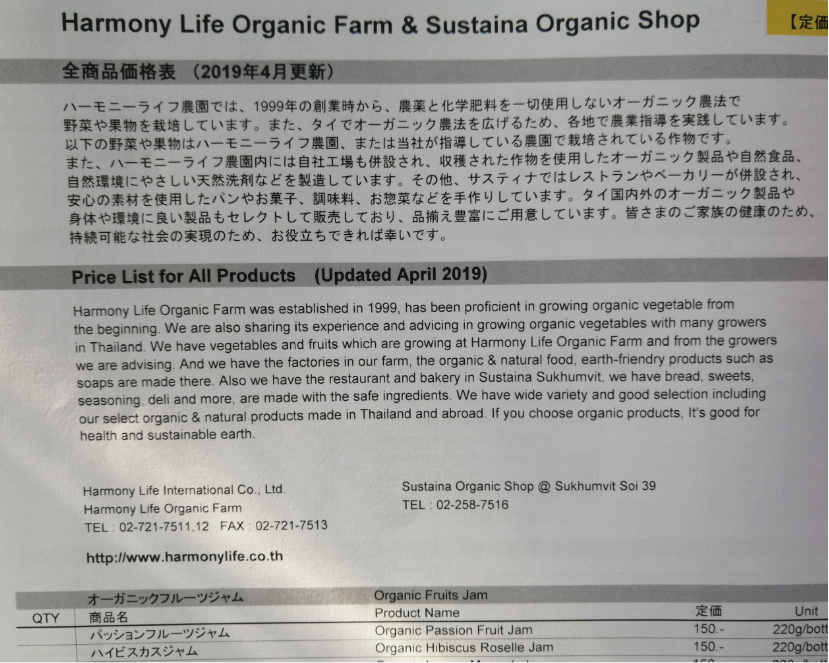 Harmony Life Organic Farm & Sustaina Organic Shop
【定価
全商品価格表 (2019年4月更新)
ハーモニーライフ農園では、1999年の創業時から、農薬と化学肥料を一切使用しないオーガニック農法で
野菜や果物を栽培しています。また、タイでオーガニック農法を広げるため、各地で農業指導を実践しています。
以下の野菜や果物はハーモニーライフ農園、または当社が指導している農園で栽培されている作物です。
また、ハーモニーライフ農園内には自社工場も併設され、収穫された作物を使用したオーガニック製品や自然食品、
自然環境にやさしい天然洗剤などを製造しています。その他、サスティナではレストランやベーカリーが併設され、
安心の素材を使用したパンやお菓子、調味料、お惣菜などを手作りしています。タイ国内外のオーガニック製品や
身体や環境に良い製品もセレクトして販売しており、品揃え豊富にご用意しています。皆さまのご家族の健康のため、
持続可能な社会の実現のため、お役立ちできれば幸いです。
Price List for All Products (Updated April 2019)
Harmony Life Organic Farm was established in 1999, has been proficient in growing organic vegetable from
the beginning. We are also sharing its experience and advicing in growing organic vegetables with many growers
in Thailand. We have vegetables and fruits which are growing at Harmony Life Organic Farm and from the growers
we are advising. And we have the factories in our farm, the organic & natural food, earth-friendry products such as
soaps are made there. Also we have the restaurant and bakery in Sustaina Sukhumvit, we have bread, sweets,
seasoning, deli and more, are made with the safe ingredients. We have wide variety and good selection including
our select organic & natural products made in Thailand and abroad. If you choose organic products, It's good for
health and sustainable earth.
Harmony Life International Co., Ltd.
Harmony Life Organic Farm
TEL : 02-721-7511,12 FAX : 02-721-7513
http://www.harmonylife.co.th
Sustaina Organic Shop @ Sukhumvit Soi 39
TEL : 02-258-7516
オーガニックフルーツジャム Organic Fruits Jam
QTY 商品名 Product Name 定価 Unit
パッションフルーツジャム Organic Passion Fruit Jam 150.- 220g/bott
ハイビスカスジャム Organic Hibiscus Roselle Jam 150.- 220g/bott